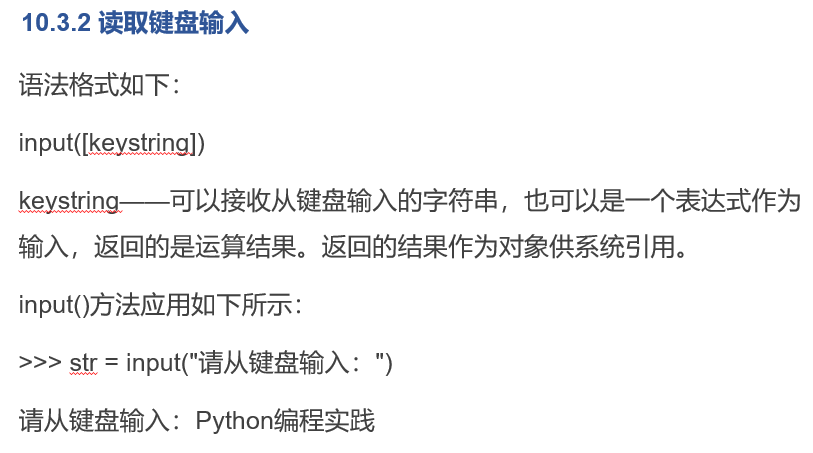 10.3.2 读取键盘输入
语法格式如下：
input([keystring])
keystring——可以接收从键盘输入的字符串，也可以是一个表达式作为
输入，返回的是运算结果。返回的结果作为对象供系统引用。
input()方法应用如下所示：
>>> str = input("请从键盘输入：")
请从键盘输入：Python编程实践